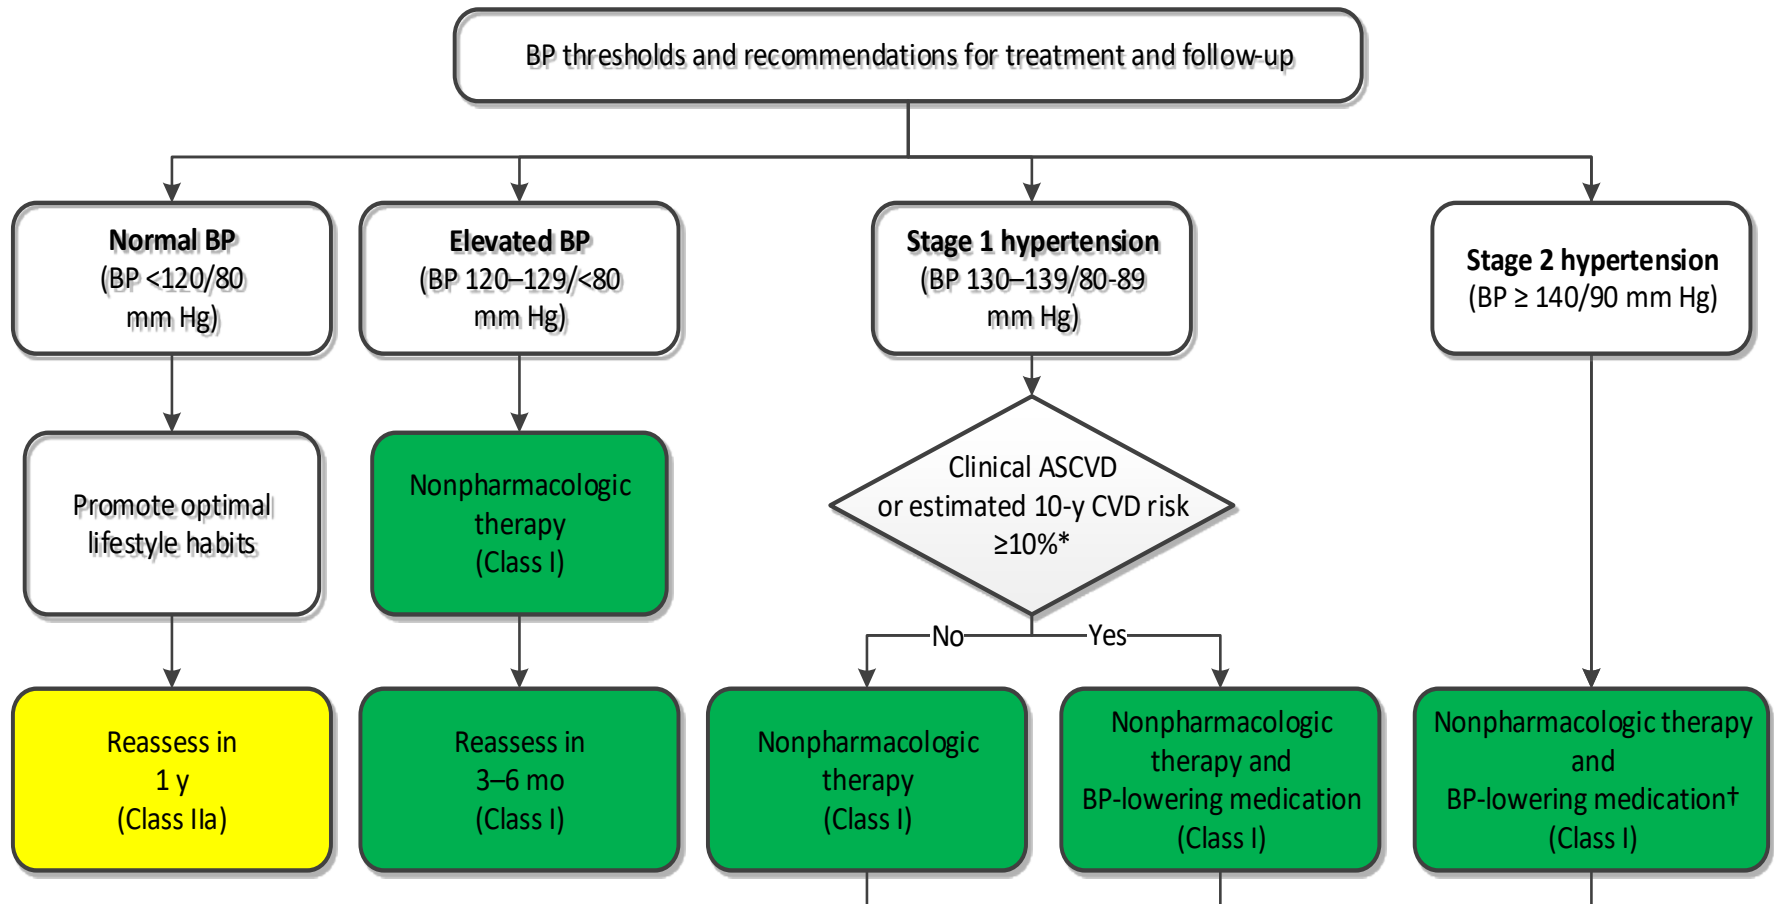 BP thresholds and recommendations for treatment and follow-up
Normal BP
(BP <120/80
mm Hg)
Elevated BP
(BP 120–129/<80
mm Hg)
Stage 1 hypertension
(BP 130–139/80-89
mm Hg)
Stage 2 hypertension
(BP ≥ 140/90 mm Hg)
Promote optimal
lifestyle habits
Nonpharmacologic
therapy
(Class I)
Clinical ASCVD
or estimated 10-y CVD risk
≥10%*
No
Yes
Reassess in
1 y
(Class IIa)
Reassess in
3–6 mo
(Class I)
Nonpharmacologic
therapy
(Class I)
Nonpharmacologic
therapy and
BP-lowering medication
(Class I)
Nonpharmacologic therapy
and
BP-lowering medication†
(Class I)